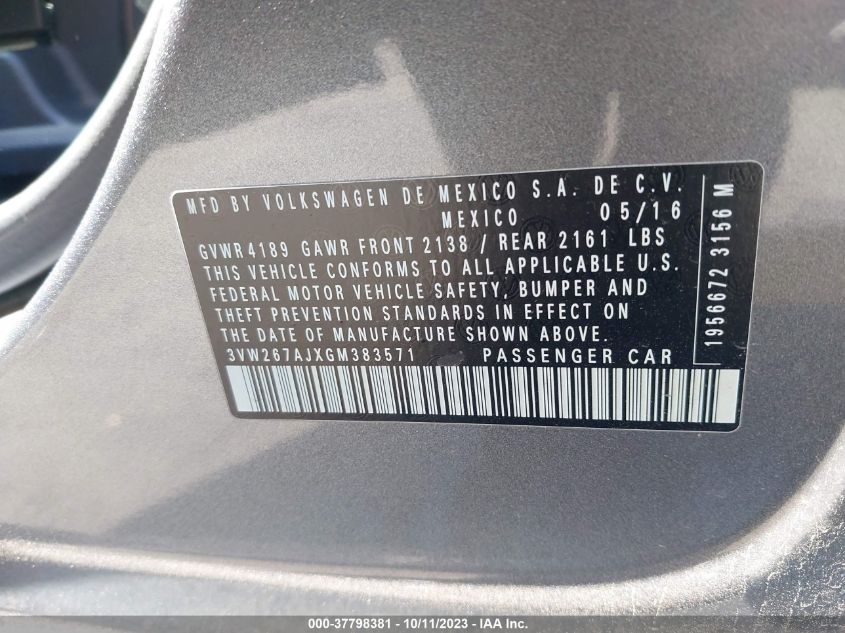 MFD BY VOLKSWAGEN DE MEXICO S.A. DE C.V.
MEXICO 05/16
GVWR 4189 GAWR FRONT 2138 / REAR 2161 LBS
THIS VEHICLE CONFORMS TO ALL APPLICABLE U.S.
FEDERAL MOTOR VEHICLE SAFETY, BUMPER AND
THEFT PREVENTION STANDARDS IN EFFECT ON
THE DATE OF MANUFACTURE SHOWN ABOVE.
3VW267AJXGM383571 PASSENGER CAR
1956672 3156 M
000-37798381 - 10/11/2023 - IAA Inc.